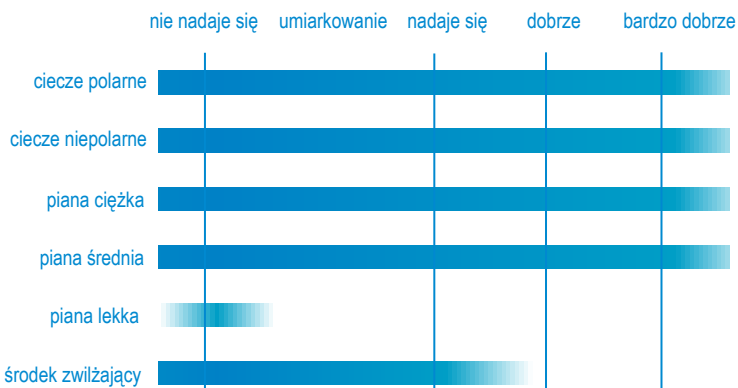 nie nadaje się umiarkowanie nadaje się dobrze bardzo dobrze
ciecze polarne
ciecze niepolarne
piana ciężka
piana średnia
piana lekka
środek zwilżający